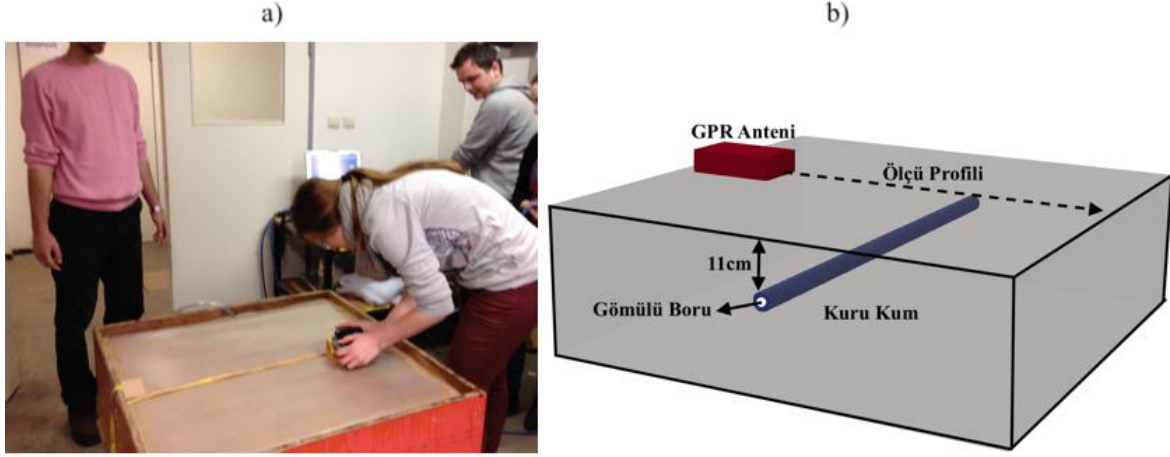 a)
b)
GPR Anteni
Ölçü Profili
11cm
Gömülü Boru
Kuru Kum